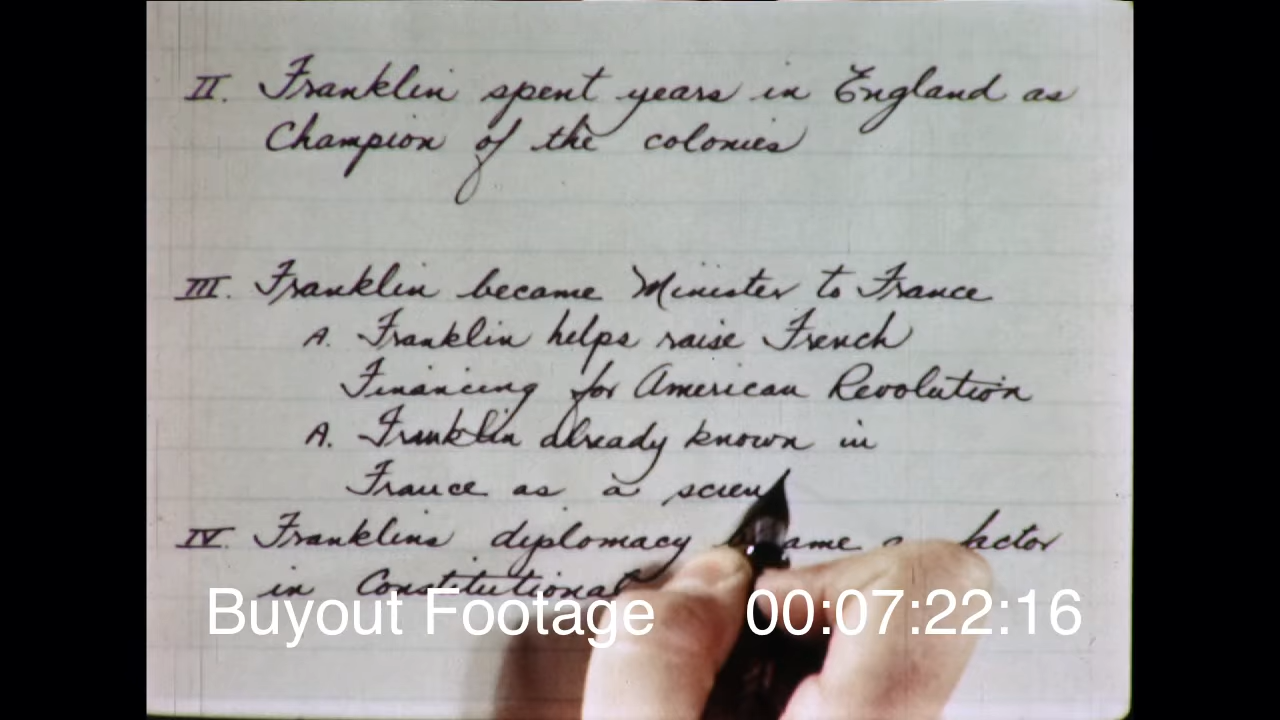 II. Franklin spent years in England as
Champion of the colonies
III. Franklin became Minister to France
A. Franklin helps raise French
Financing for American Revolution
A. Franklin already known in
France as a scien
IV. Franklins diplomacy a
in Constitutional
Buyout Footage 00:07:22:16